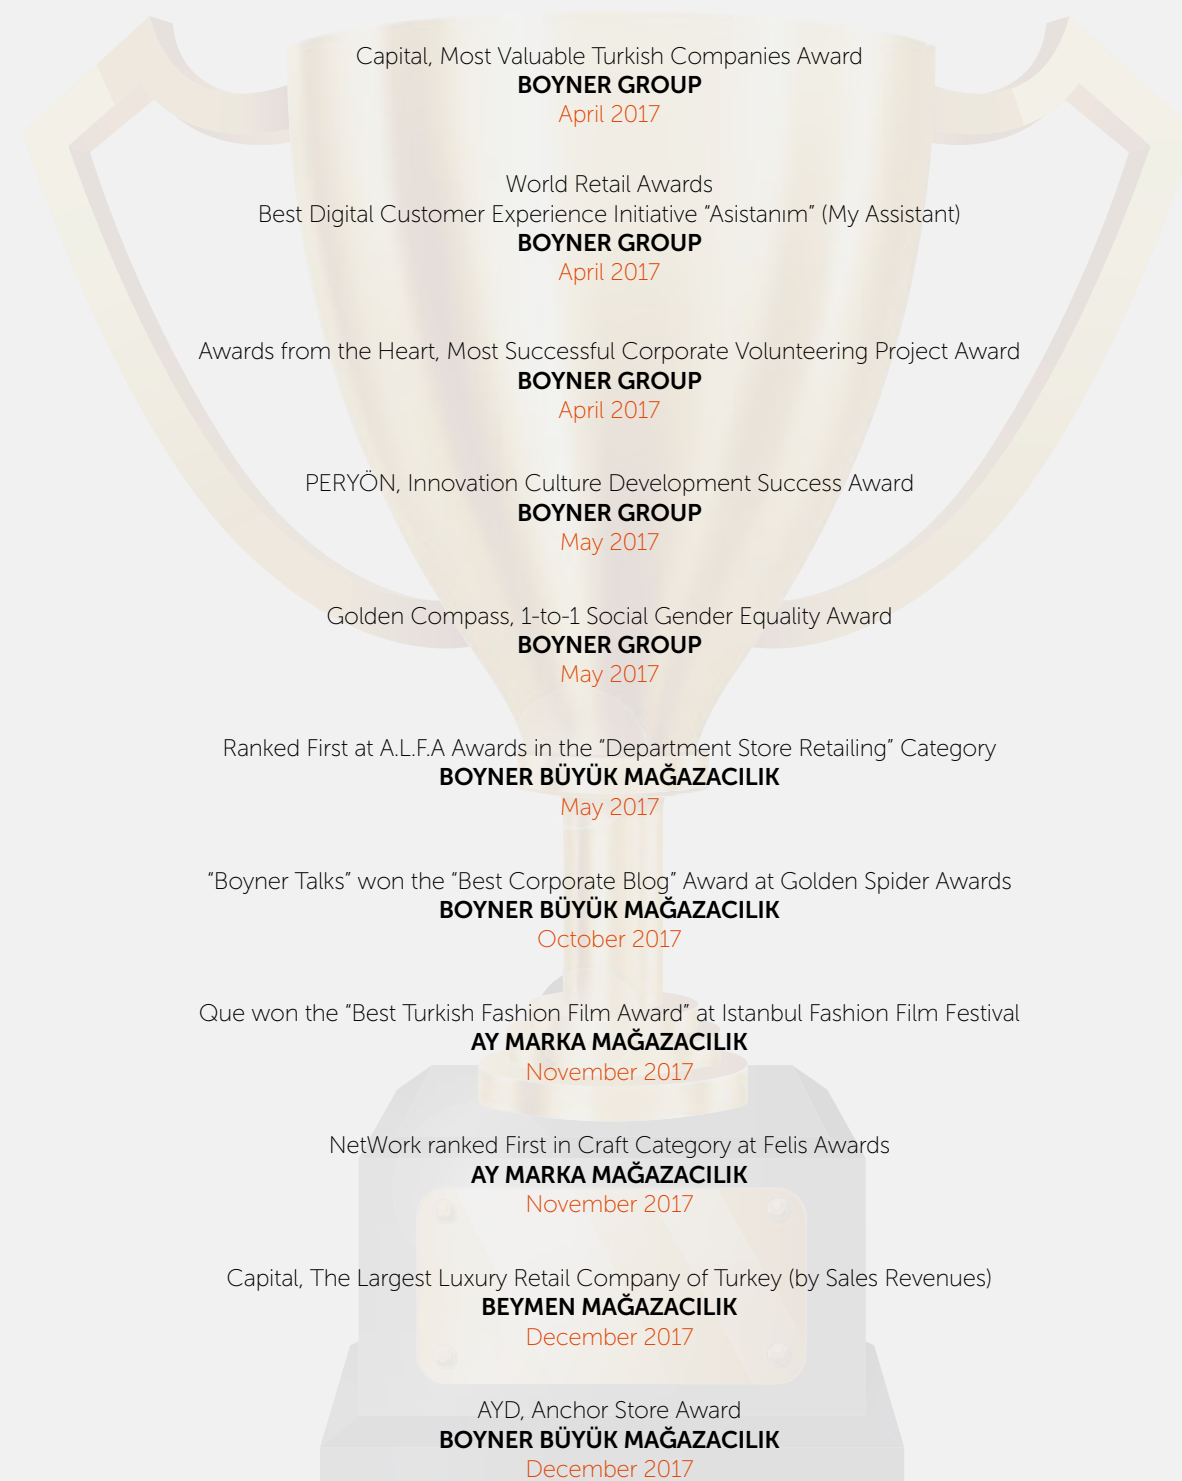 Capital, Most Valuable Turkish Companies Award
BOYNER GROUP
April 2017
World Retail Awards
Best Digital Customer Experience Initiative “Asistanım” (My Assistant)
BOYNER GROUP
April 2017
Awards from the Heart, Most Successful Corporate Volunteering Project Award
BOYNER GROUP
April 2017
PERYÖN, Innovation Culture Development Success Award
BOYNER GROUP
May 2017
Golden Compass, 1-to-1 Social Gender Equality Award
BOYNER GROUP
May 2017
Ranked First at A.L.F.A Awards in the “Department Store Retailing” Category
BOYNER BÜYÜK MAĞAZACILIK
May 2017
“Boyner Talks” won the “Best Corporate Blog” Award at Golden Spider Awards
BOYNER BÜYÜK MAĞAZACILIK
October 2017
Que won the “Best Turkish Fashion Film Award” at Istanbul Fashion Film Festival
AY MARKA MAĞAZACILIK
November 2017
NetWork ranked First in Craft Category at Felis Awards
AY MARKA MAĞAZACILIK
November 2017
Capital, The Largest Luxury Retail Company of Turkey (by Sales Revenues)
BEYMEN MAĞAZACILIK
December 2017
AYD, Anchor Store Award
BOYNER BÜYÜK MAĞAZACILIK
December 2017